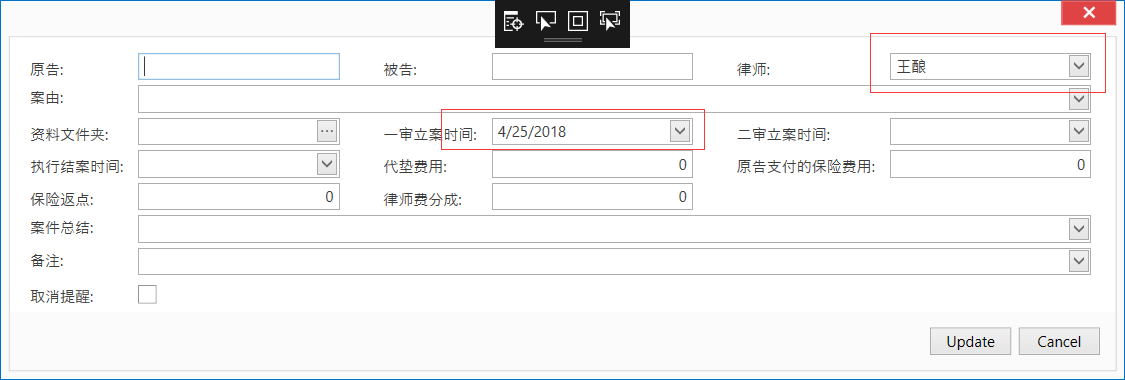 原告: 被告: 律师: 王酿
案由:
资料文件夹: ... 一审立案时间: 4/25/2018 二审立案时间:
执行结案时间: 代垫费用: 0 原告支付的保险费用: 0
保险返点: 0 律师费分成: 0
案件总结:
备注:
取消提醒:
Update Cancel